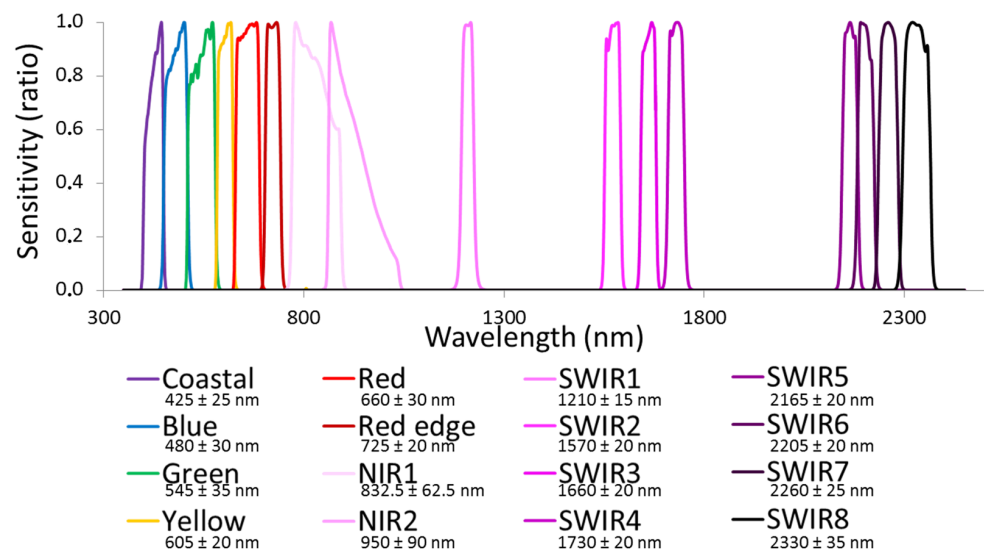 Sensitivity (ratio)
1.0
0.8
0.6
0.4
0.2
0.0
300
800
1300
1800
2300
Wavelength (nm)
Coastal
425 ± 25 nm
Blue
480 ± 30 nm
Green
545 ± 35 nm
Yellow
605 ± 20 nm
Red
660 ± 30 nm
Red edge
725 ± 20 nm
NIR1
832.5 ± 62.5 nm
NIR2
950 ± 90 nm
SWIR1
1210 ± 15 nm
SWIR2
1570 ± 20 nm
SWIR3
1660 ± 20 nm
SWIR4
1730 ± 20 nm
SWIR5
2165 ± 20 nm
SWIR6
2205 ± 20 nm
SWIR7
2260 ± 25 nm
SWIR8
2330 ± 35 nm